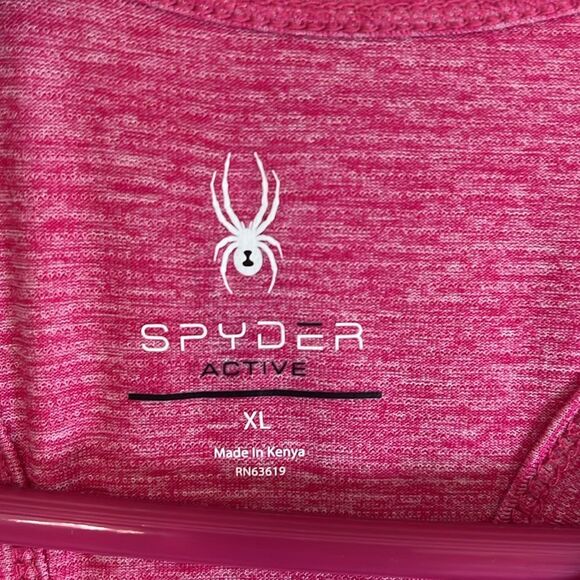 SPYDER
ACTIVE
XL
Made In Kenya
RN63619